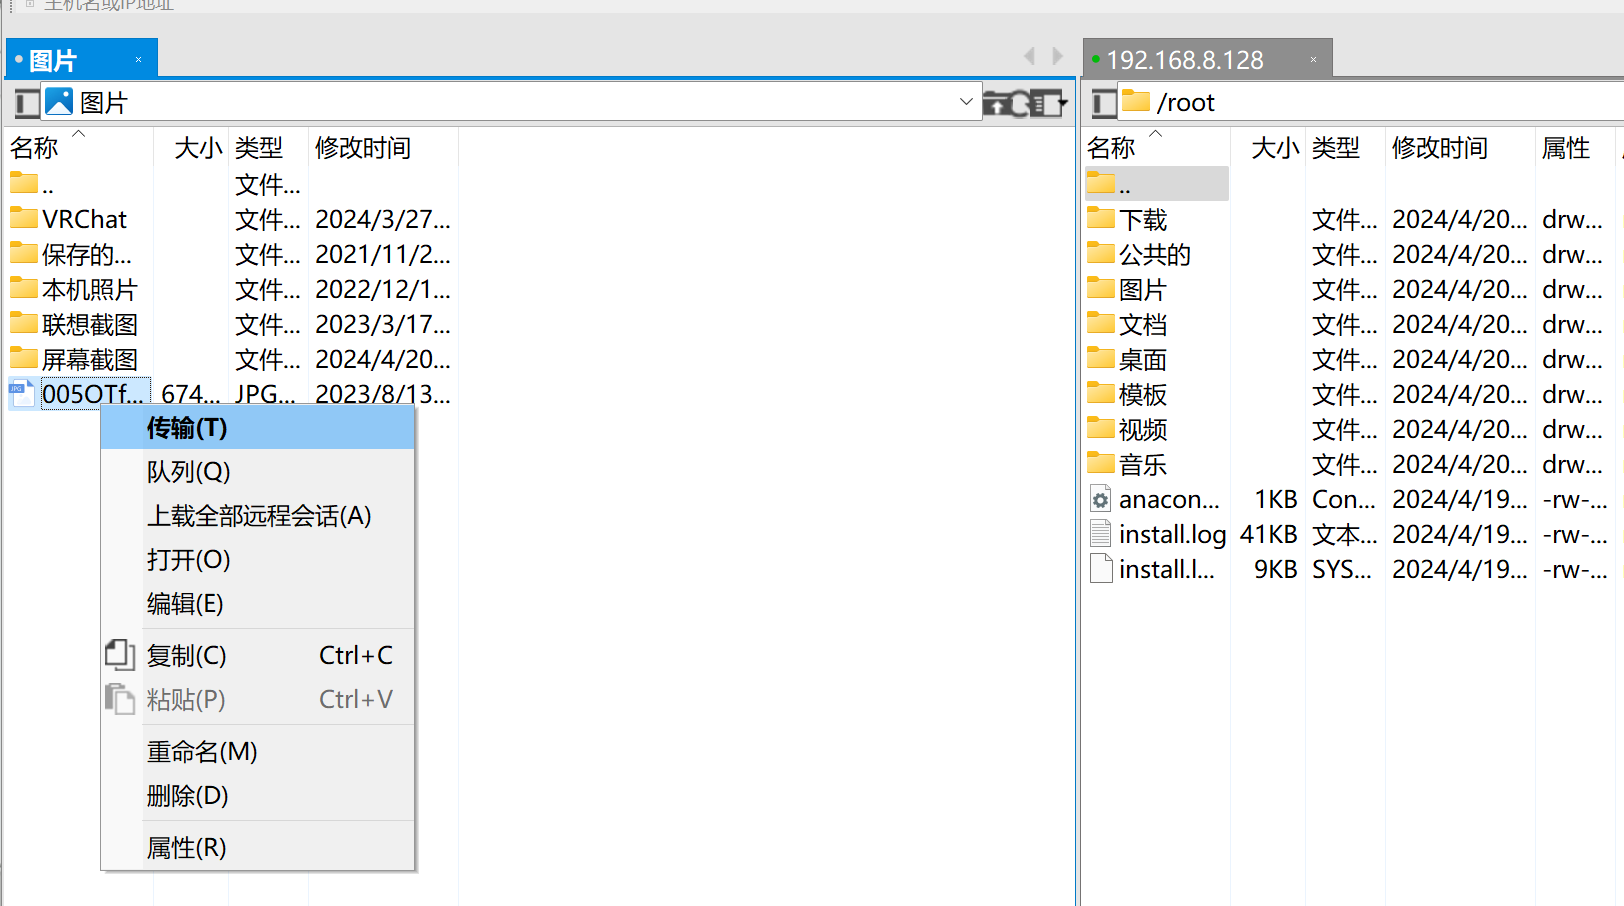 主机名或IP地址
图片 ×
192.168.8.128 ×
图片
/root
名称 大小 类型 修改时间
.. 文件...
VRChat 文件... 2024/3/27...
保存的... 文件... 2021/11/2...
本机照片 文件... 2022/12/1...
联想截图 文件... 2023/3/17...
屏幕截图 文件... 2024/4/20...
005OTf... 674... JPG... 2023/8/13...
传输(T)
队列(Q)
上载全部远程会话(A)
打开(O)
编辑(E)
复制(C) Ctrl+C
粘贴(P) Ctrl+V
重命名(M)
删除(D)
属性(R)
名称 大小 类型 修改时间 属性
..
下载 文件... 2024/4/20... drw...
公共的 文件... 2024/4/20... drw...
图片 文件... 2024/4/20... drw...
文档 文件... 2024/4/20... drw...
桌面 文件... 2024/4/20... drw...
模板 文件... 2024/4/20... drw...
视频 文件... 2024/4/20... drw...
音乐 文件... 2024/4/20... drw...
anacon... 1KB Con... 2024/4/19... -rw-...
install.log 41KB 文本... 2024/4/19... -rw-...
install.l... 9KB SYS... 2024/4/19... -rw-...